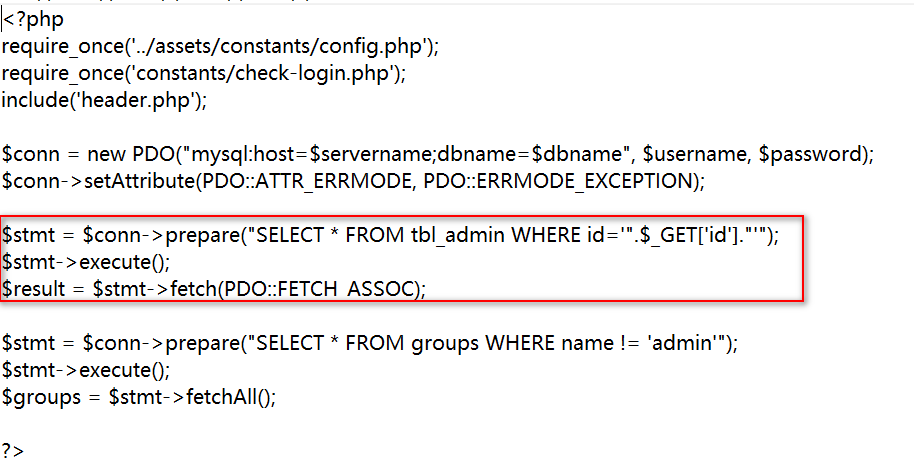 <?php
require_once('../assets/constants/config.php');
require_once('constants/check-login.php');
include('header.php');
$conn = new PDO("mysql:host=$servername;dbname=$dbname", $username, $password);
$conn->setAttribute(PDO::ATTR_ERRMODE, PDO::ERRMODE_EXCEPTION);
$stmt = $conn->prepare("SELECT * FROM tbl_admin WHERE id='".$_GET['id']."'");
$stmt->execute();
$result = $stmt->fetch(PDO::FETCH_ASSOC);
$stmt = $conn->prepare("SELECT * FROM groups WHERE name != 'admin'");
$stmt->execute();
$groups = $stmt->fetchAll();
?>